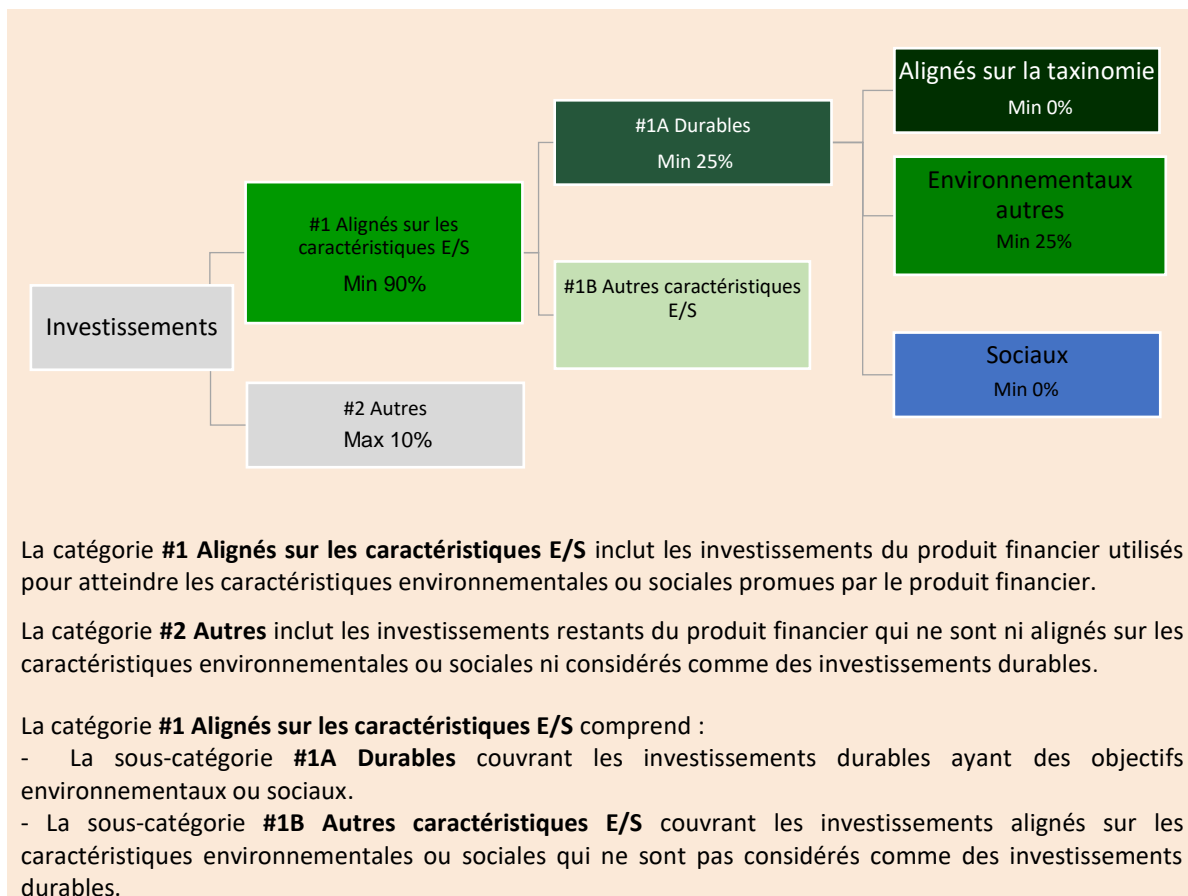 Investissements
#1 Alignés sur les
caractéristiques E/S
Min 90%
#2 Autres
Max 10%
#1A Durables
Min 25%
#1B Autres caractéristiques
E/S
Alignés sur la taxinomie
Min 0%
Environnementaux
autres
Min 25%
Sociaux
Min 0%
La catégorie #1 Alignés sur les caractéristiques E/S inclut les investissements du produit financier utilisés
pour atteindre les caractéristiques environnementales ou sociales promues par le produit financier.
La catégorie #2 Autres inclut les investissements restants du produit financier qui ne sont ni alignés sur les
caractéristiques environnementales ou sociales ni considérés comme des investissements durables.
La catégorie #1 Alignés sur les caractéristiques E/S comprend :
- La sous-catégorie #1A Durables couvrant les investissements durables ayant des objectifs
environnementaux ou sociaux.
- La sous-catégorie #1B Autres caractéristiques E/S couvrant les investissements alignés sur les
caractéristiques environnementales ou sociales qui ne sont pas considérés comme des investissements
durables.